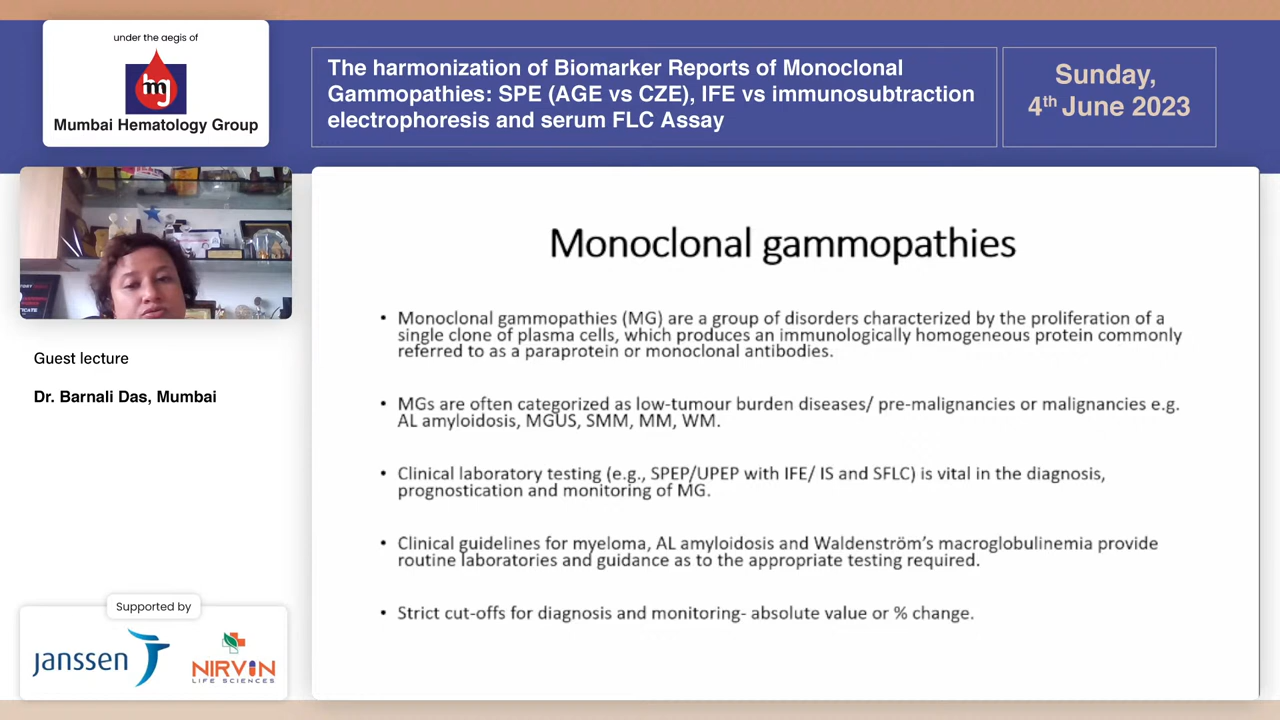 under the aegis of
mj
Mumbai Hematology Group
The harmonization of Biomarker Reports of Monoclonal
Gammopathies: SPE (AGE vs CZE), IFE vs immunosubtraction
electrophoresis and serum FLC Assay
Sunday,
4th June 2023
Guest lecture
Dr. Barnali Das, Mumbai
Supported by
janssen
NIRVIN
LIFE SCIENCES
Monoclonal gammopathies
• Monoclonal gammopathies (MG) are a group of disorders characterized by the proliferation of a
single clone of plasma cells, which produces an immunologically homogeneous protein commonly
referred to as a paraprotein or monoclonal antibodies.
• MGs are often categorized as low-tumour burden diseases/ pre-malignancies or malignancies e.g.
AL amyloidosis, MGUS, SMM, MM, WM.
• Clinical laboratory testing (e.g., SPEP/UPEP with IFE/ IS and SFLC) is vital in the diagnosis,
prognostication and monitoring of MG.
• Clinical guidelines for myeloma, AL amyloidosis and Waldenström's macroglobulinemia provide
routine laboratories and guidance as to the appropriate testing required.
• Strict cut-offs for diagnosis and monitoring- absolute value or % change.